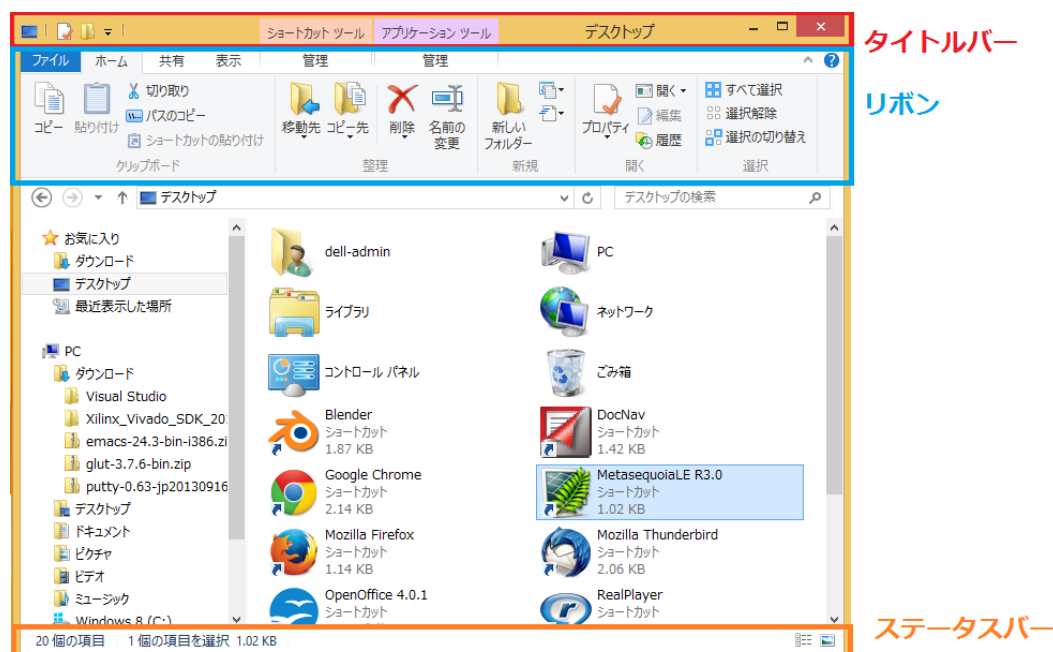 ショートカット ツール アプリケーション ツール デスクトップ
タイトルバー
ファイル ホーム 共有 表示 管理 管理
リボン
コピー 貼り付け 切り取り パスのコピー ショートカットの貼り付け
クリップボード
移動先 コピー先 削除 名前の変更
整理
新しいフォルダー
新規
プロパティ 開く 編集 履歴
開く
すべて選択 選択解除 選択の切り替え
選択
デスクトップ デスクトップの検索
お気に入り
ダウンロード
デスクトップ
最近表示した場所
PC
ダウンロード
Visual Studio
Xilinx_Vivado_SDK_20
emacs-24.3-bin-i386.zi
glut-3.7.6-bin.zip
putty-0.63-jp20130916
デスクトップ
ドキュメント
ピクチャ
ビデオ
ミュージック
Windows 8 (C:)
dell-admin
PC
ライブラリ
ネットワーク
コントロール パネル
ごみ箱
Blender
ショートカット
1.87 KB
DocNav
ショートカット
1.42 KB
Google Chrome
ショートカット
2.14 KB
MetasequoiaLE R3.0
ショートカット
1.02 KB
Mozilla Firefox
ショートカット
1.14 KB
Mozilla Thunderbird
ショートカット
2.06 KB
OpenOffice 4.0.1
ショートカット
RealPlayer
ショートカット
20 個の項目 1 個の項目を選択 1.02 KB
ステータスバー